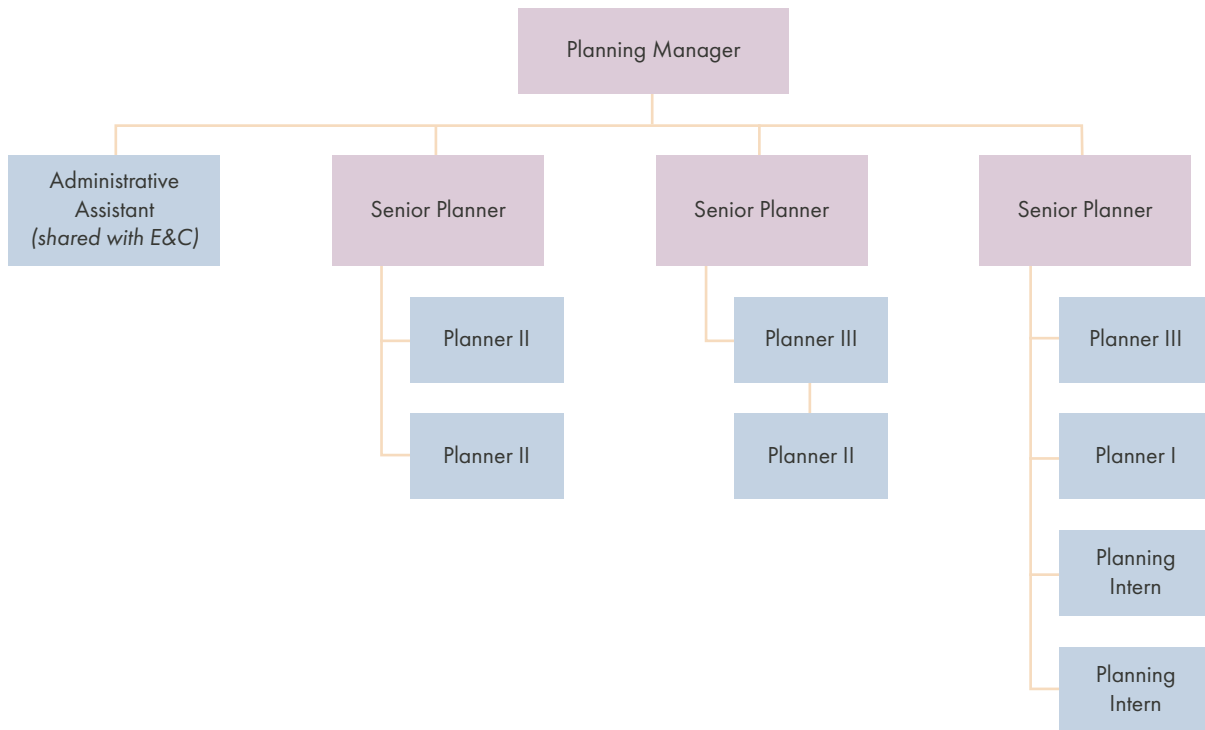 Planning Manager
Administrative
Assistant
(shared with E&C)
Senior Planner
Senior Planner
Senior Planner
Planner II
Planner II
Planner III
Planner II
Planner III
Planner I
Planning
Intern
Planning
Intern